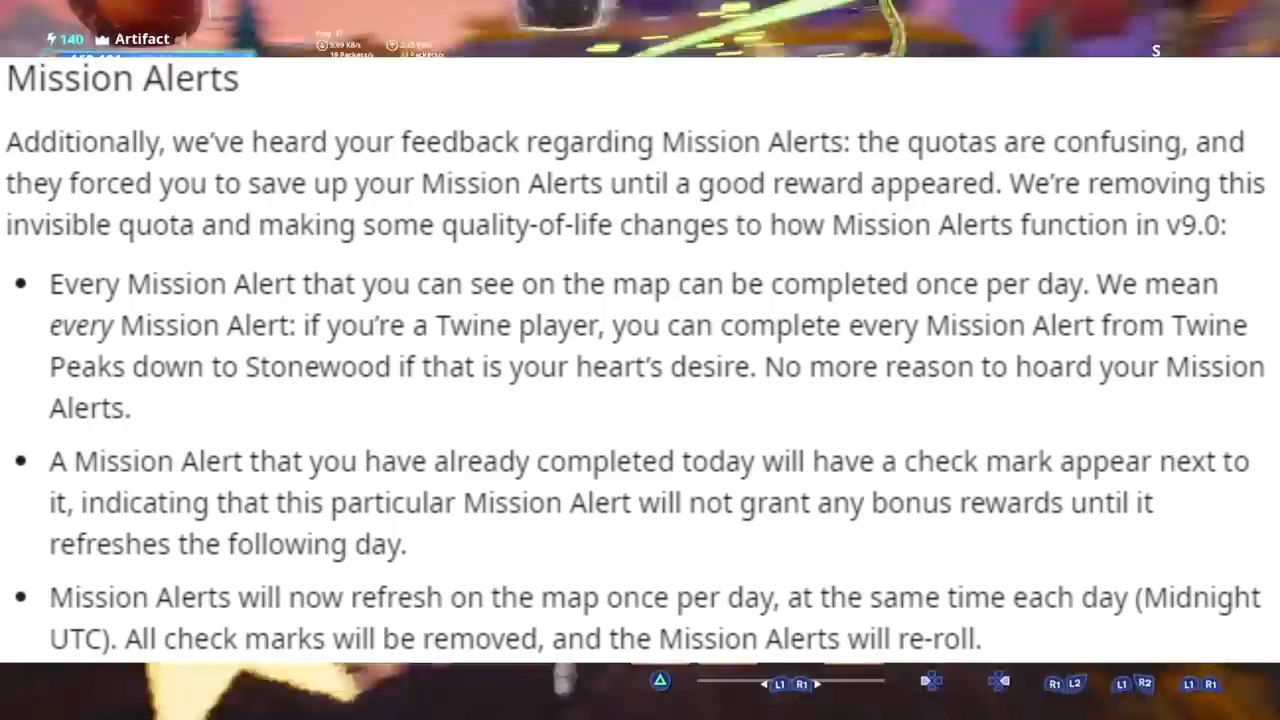 140 Artifact
S
Mission Alerts
Additionally, we’ve heard your feedback regarding Mission Alerts: the quotas are confusing, and
they forced you to save up your Mission Alerts until a good reward appeared. We’re removing this
invisible quota and making some quality-of-life changes to how Mission Alerts function in v9.0:
• Every Mission Alert that you can see on the map can be completed once per day. We mean
every Mission Alert: if you’re a Twine player, you can complete every Mission Alert from Twine
Peaks down to Stonewood if that is your heart’s desire. No more reason to hoard your Mission
Alerts.
• A Mission Alert that you have already completed today will have a check mark appear next to
it, indicating that this particular Mission Alert will not grant any bonus rewards until it
refreshes the following day.
• Mission Alerts will now refresh on the map once per day, at the same time each day (Midnight
UTC). All check marks will be removed, and the Mission Alerts will re-roll.
L1 R1 R1 L2 L1 R2 L1 R1